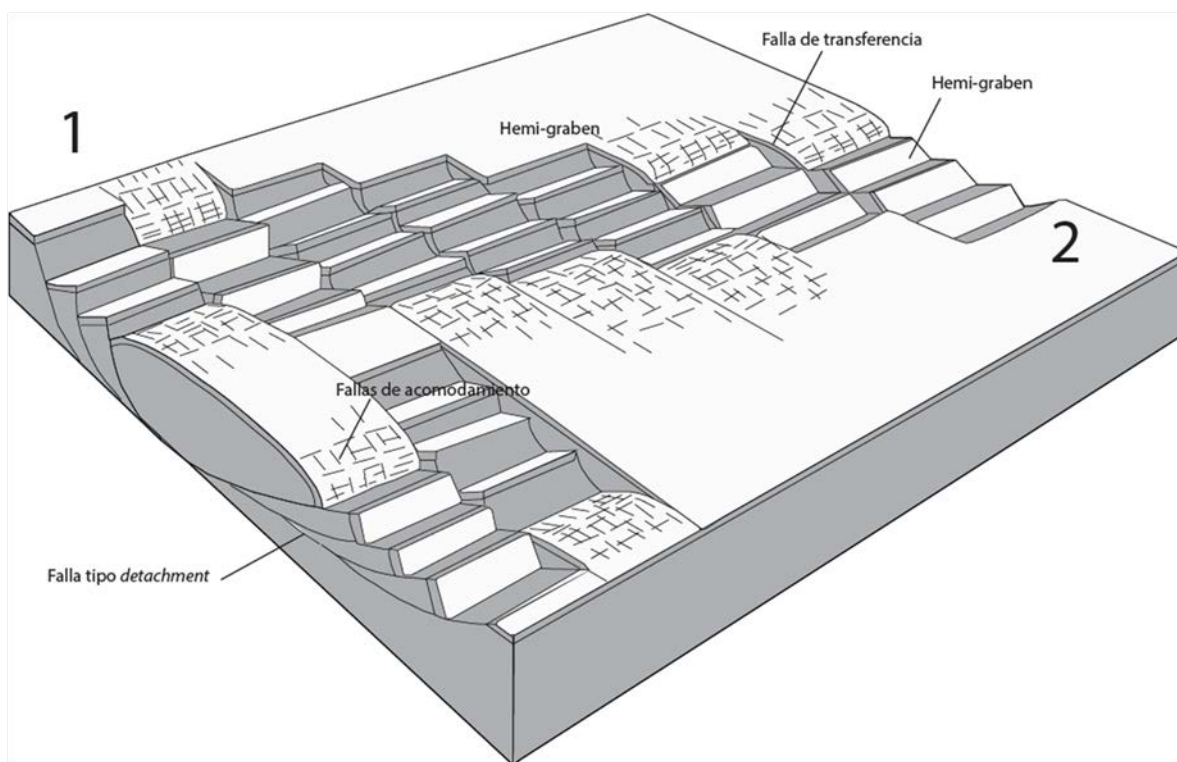 Falla de transferencia
Hemi-graben
1
Hemi-graben
2
Fallas de acomodamiento
Falla tipo detachment